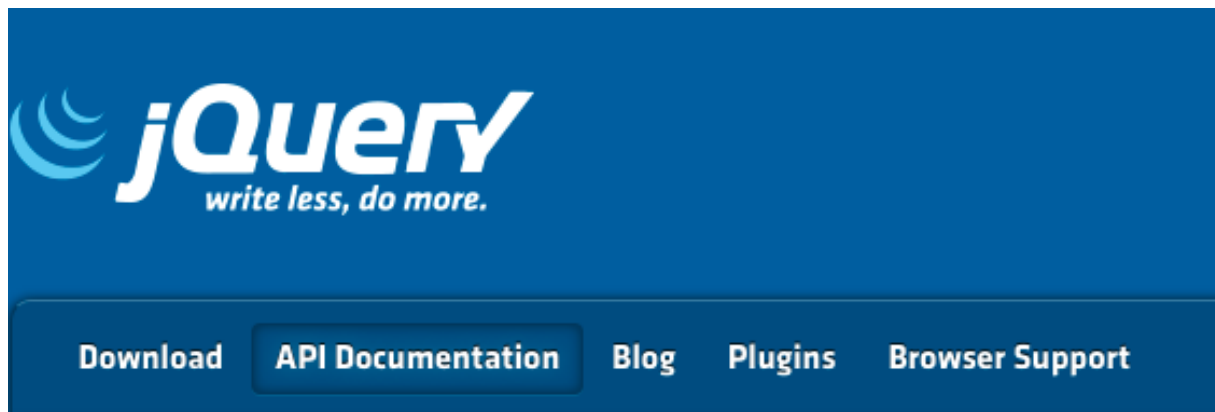 jQuery
write less, do more.
Download API Documentation Blog Plugins Browser Support